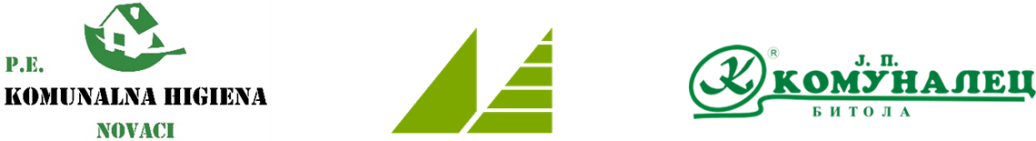 P.E.
KOMUNALNA HIGIENA
NOVACI
К
®
Ј. П.
КОМУНАЛЕЦ
БИТОЛА